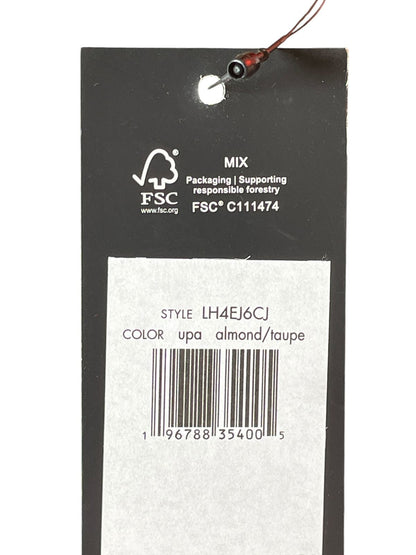 MIX
Packaging | Supporting
responsible forestry
FSC® C111474
FSC
www.fsc.org
STYLE LH4EJ6CJ
COLOR upa almond/taupe
1 96788 35400 5